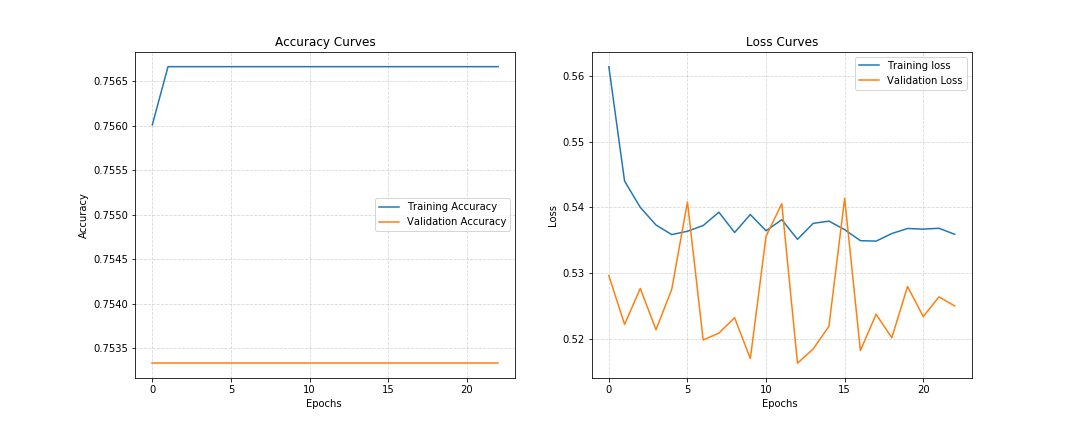 Accuracy Curves
0.7565
0.7560
0.7555
0.7550
0.7545
0.7540
0.7535
Accuracy
0
5
10
15
20
Epochs
Training Accuracy
Validation Accuracy
Loss Curves
0.56
0.55
0.54
0.53
0.52
Loss
0
5
10
15
20
Epochs
Training loss
Validation Loss